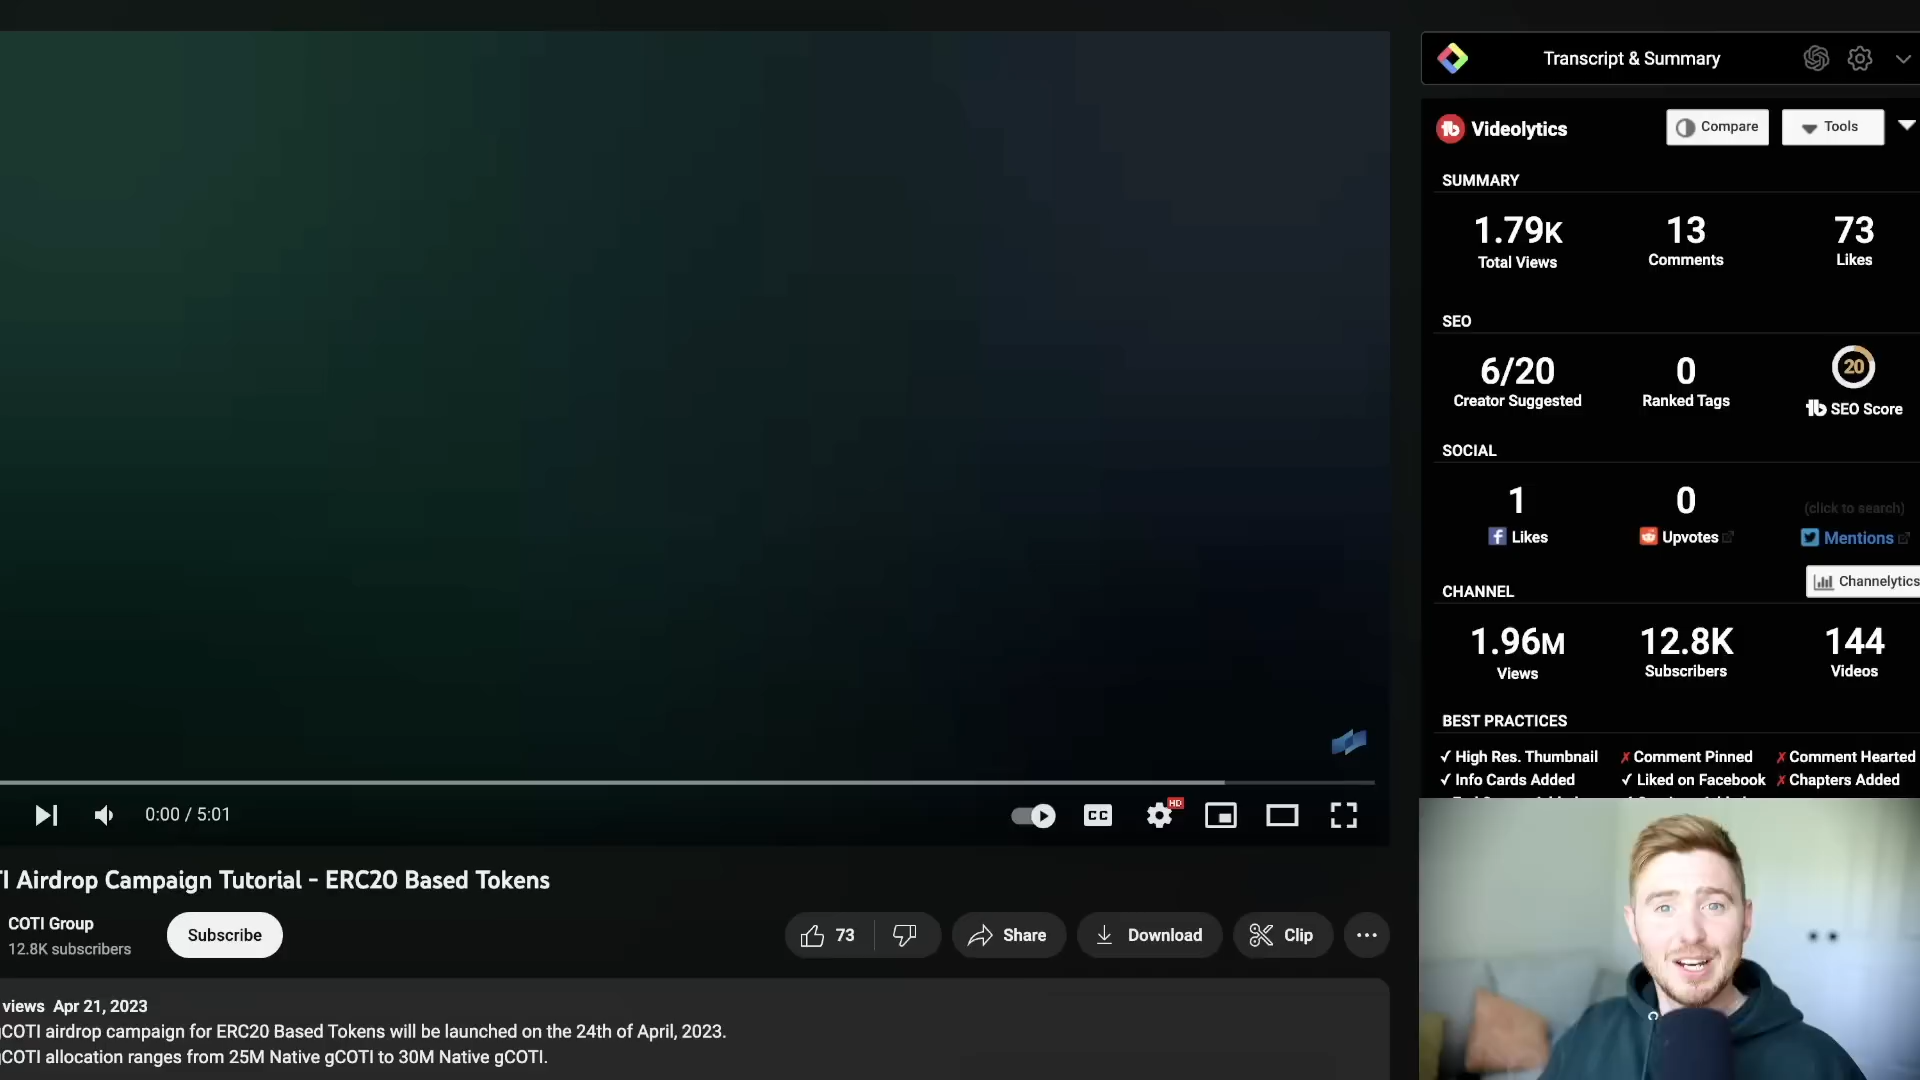 Transcript & Summary
Videolytics
Compare
Tools
SUMMARY
1.79K
13
73
Total Views
Comments
Likes
SEO
6/20
0
20
Creator Suggested
Ranked Tags
SEO Score
SOCIAL
1
0
(click to search)
Likes
Upvotes
Mentions
Channelytics
CHANNEL
1.96M
12.8K
144
Views
Subscribers
Videos
BEST PRACTICES
✓ High Res. Thumbnail
✗ Comment Pinned
✗ Comment Hearted
✓ Info Cards Added
✓ Liked on Facebook
✗ Chapters Added
0:00 / 5:01
CC
HD
TI Airdrop Campaign Tutorial - ERC20 Based Tokens
COTI Group
12.8K subscribers
Subscribe
73
Share
Download
Clip
views Apr 21, 2023
gCOTI airdrop campaign for ERC20 Based Tokens will be launched on the 24th of April, 2023.
gCOTI allocation ranges from 25M Native gCOTI to 30M Native gCOTI.